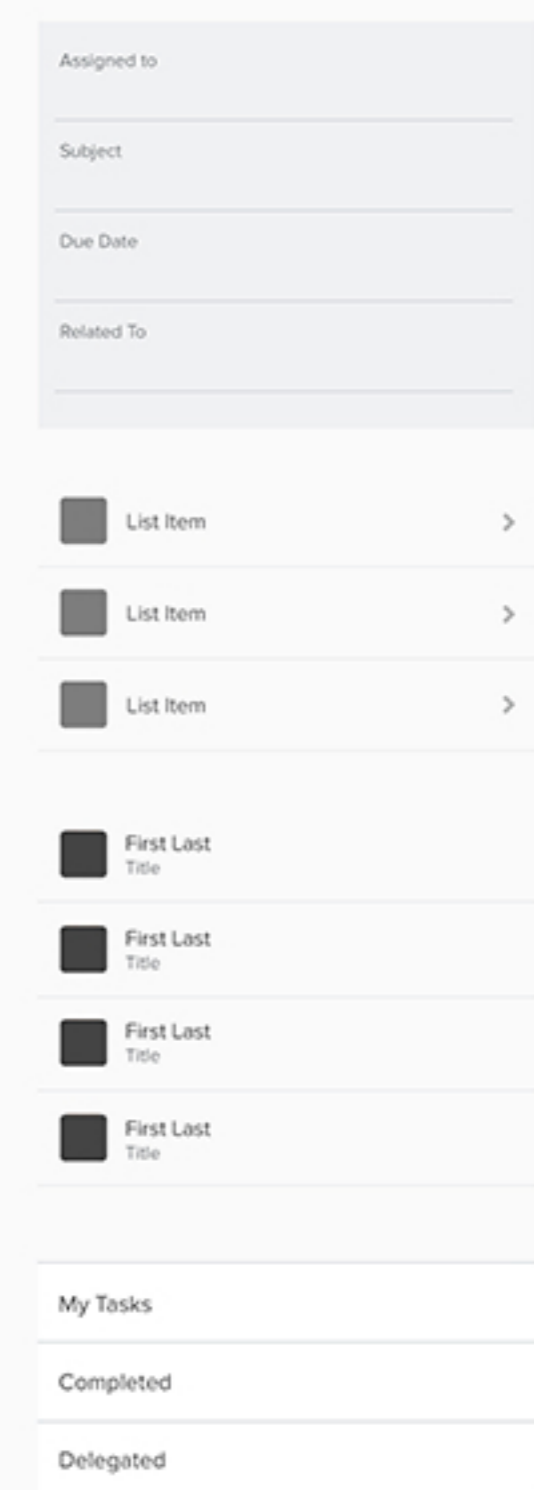 Assigned to
Subject
Due Date
Related To
List Item
List Item
List Item
First Last
Title
First Last
Title
First Last
Title
First Last
Title
My Tasks
Completed
Delegated